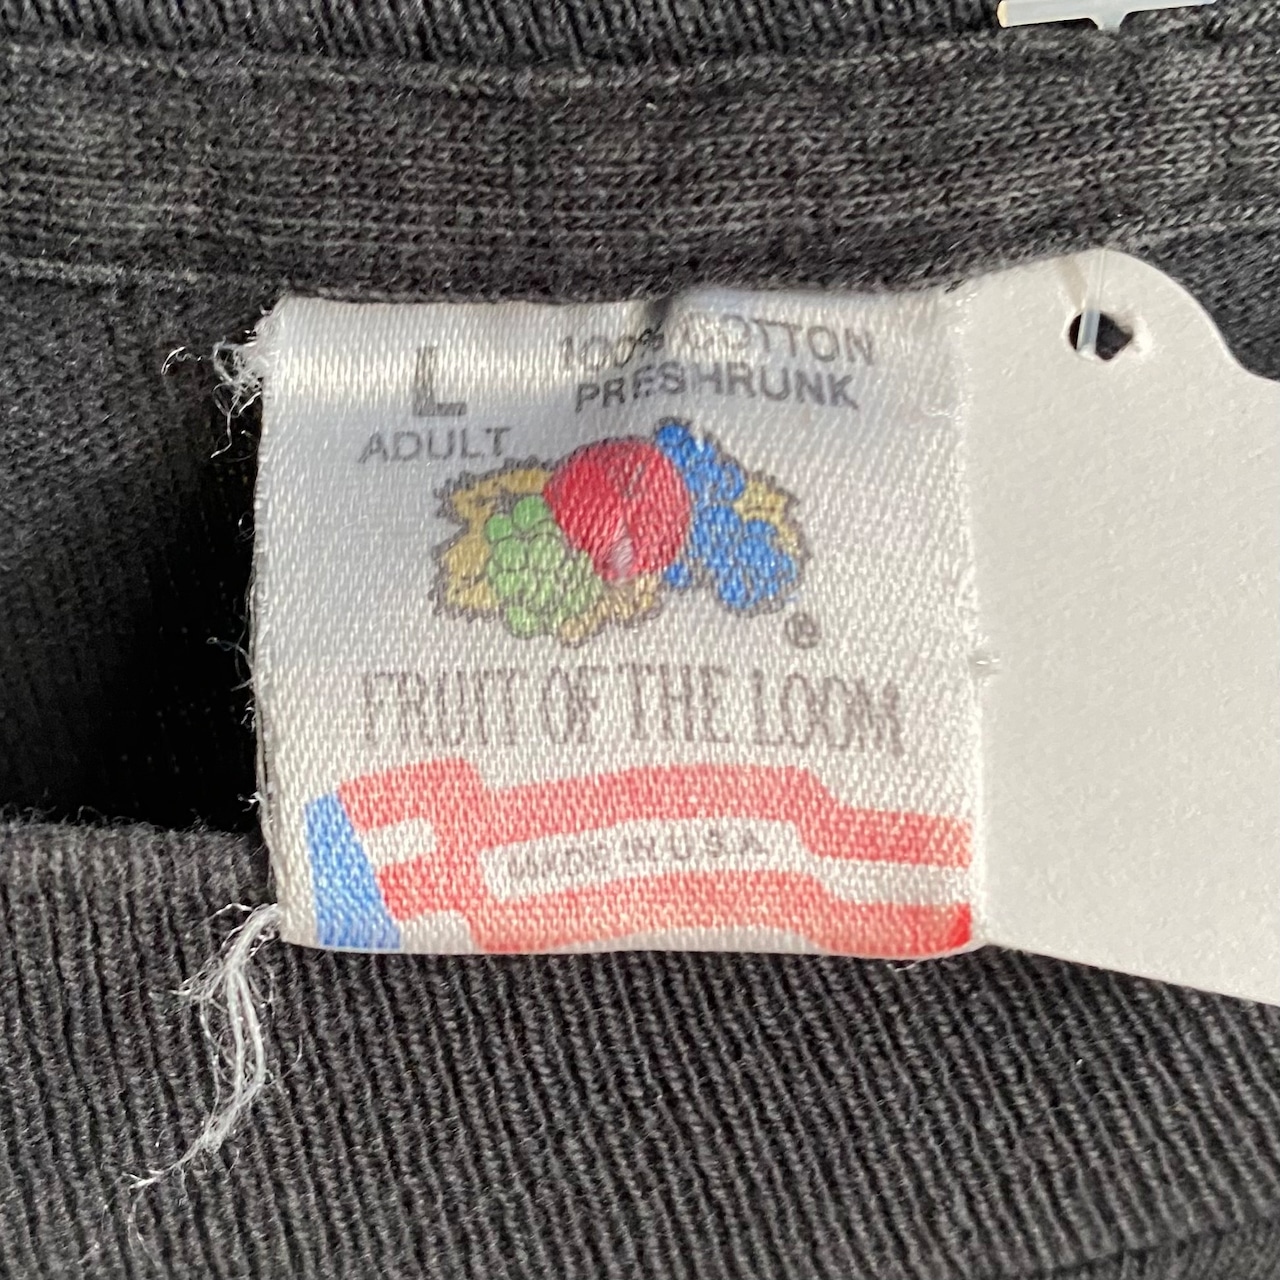 L
ADULT
100% COTTON
PRESHRUNK
®
FRUIT OF THE LOOM
MADE IN U.S.A.